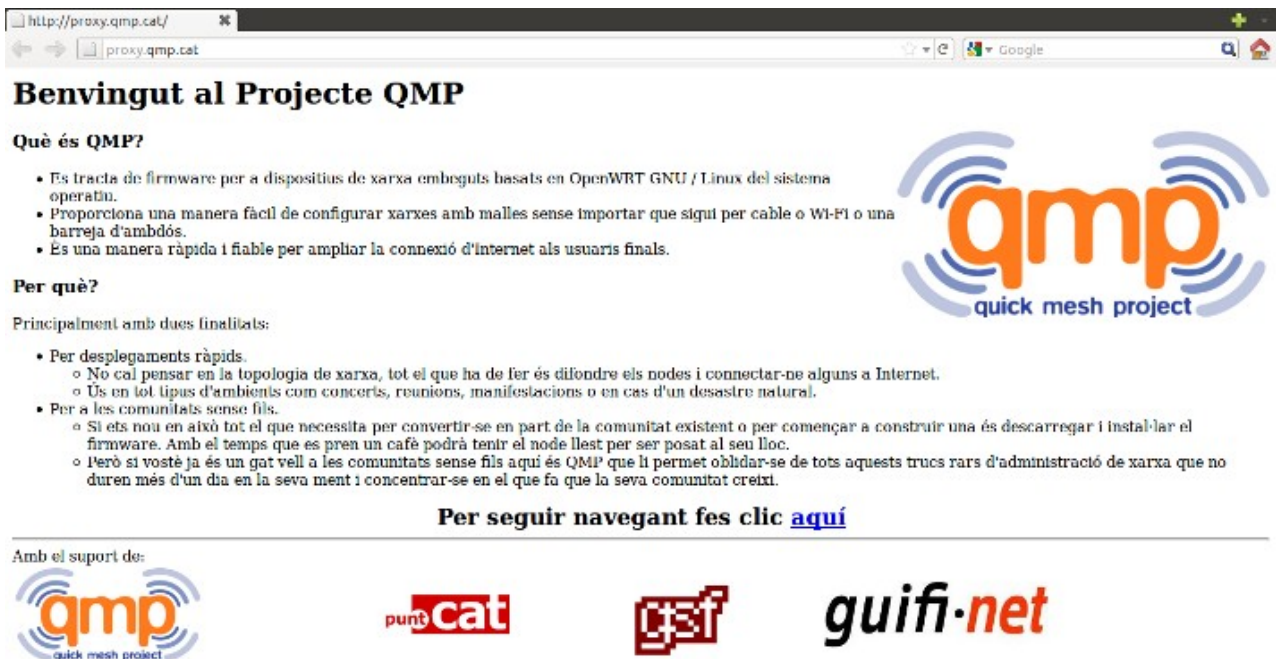 http://proxy.qmp.cat/
proxy.qmp.cat
Google
Benvingut al Projecte QMP
Què és QMP?
Es tracta de firmware per a dispositius de xarxa embeguts basats en OpenWRT GNU / Linux del sistema
operatiu.
Proporciona una manera fàcil de configurar xarxes amb malles sense importar que sigui per cable o Wi-Fi o una
barreja d'ambdós.
És una manera ràpida i fiable per ampliar la connexió d'internet als usuaris finals.
qmp
quick mesh project
Per què?
Principalment amb dues finalitats:
Per desplegaments ràpids.
No cal pensar en la topologia de xarxa, tot el que ha de fer és difondre els nodes i connectar-ne alguns a Internet.
Ús en tot tipus d'ambients com concerts, reunions, manifestacions o en cas d'un desastre natural.
Per a les comunitats sense fils.
Si ets nou en això tot el que necessita per convertir-se en part de la comunitat existent o per començar a construir una és descarregar i instal·lar el
firmware. Amb el temps que es pren un cafè podrà tenir el node llest per ser posat al seu lloc.
Però si vostè ja és un gat vell a les comunitats sense fils aquí és QMP que li permet oblidar-se de tots aquests trucs rars d'administració de xarxa que no
duren més d'un dia en la seva ment i concentrar-se en el que fa que la seva comunitat creixi.
Per seguir navegant fes clic aquí
Amb el suport de:
qmp
quick mesh project
punt cat
gsf
guifi·net